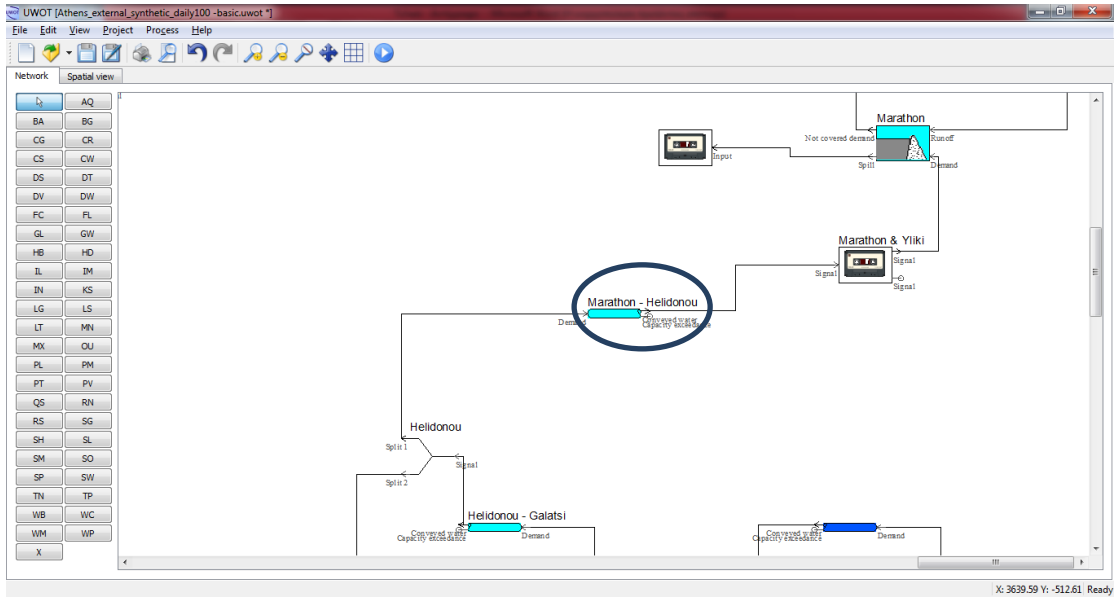 UWOT [Athens_external_synthetic_daily100 -basic.uwot *]
File Edit View Project Process Help
Network Spatial view
AQ
BA BG
CG CR
CS CW
DS DT
DV DW
FC FL
GL GW
HB HD
IL IM
IN KS
LG LS
LT MN
MX OU
PL PM
PT PV
QS RN
RS SG
SH SL
SM SO
SP SW
TN TP
WB WC
WM WP
X
Marathon
Not covered demand
Runoff
Input
Spill
Demand
Marathon & Yliki
Signal
Signal
Signal
Marathon - Helidonou
Demand
Conveyed water
Capacity exceedance
Helidonou
Split 1
Signal
Split 2
Helidonou - Galatsi
Conveyed water
Capacity exceedance
Demand
Conveyed water
Capacity exceedance
Demand
X: 3639.59 Y: -512.61 Ready